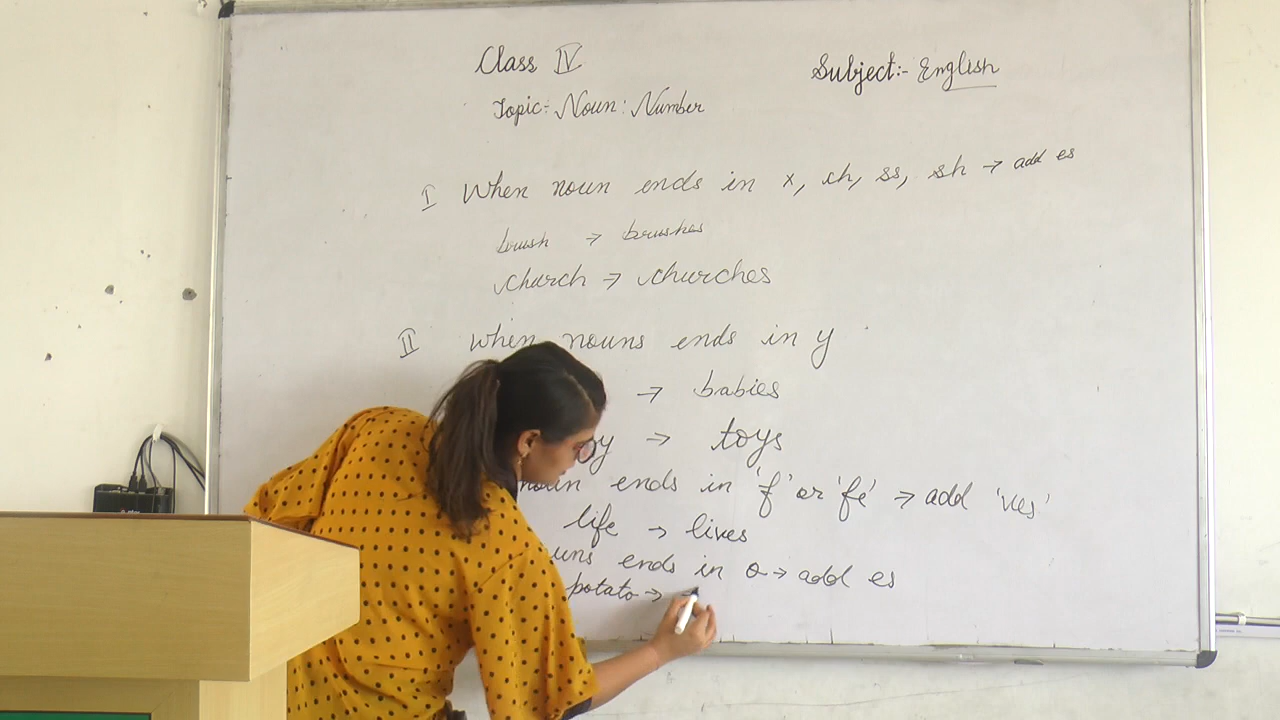 Class IV
Subject:- English
Topic:- Noun: Number
I When noun ends in x, ch, ss, sh → add es
brush → brushes
church → churches
II When nouns ends in y
→ babies
oy → toys
noun ends in 'f' or 'fe' → add 'ves'
life → lives
uns ends in o → add es
potato →